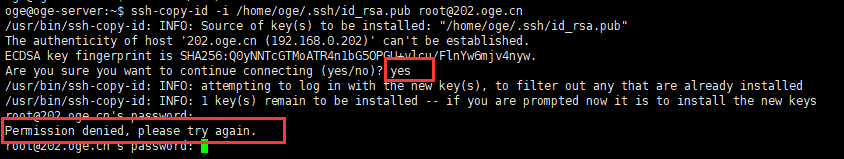 oge@oge-server:~$ ssh-copy-id -i /home/oge/.ssh/id_rsa.pub root@202.oge.cn
/usr/bin/ssh-copy-id: INFO: Source of key(s) to be installed: "/home/oge/.ssh/id_rsa.pub"
The authenticity of host '202.oge.cn (192.168.0.202)' can't be established.
ECDSA key fingerprint is
Are you sure you want to continue connecting (yes/no)? yes
/usr/bin/ssh-copy-id: INFO: attempting to log in with the new key(s), to filter out any that are already installed
/usr/bin/ssh-copy-id: INFO: 1 key(s) remain to be installed -- if you are prompted now it is to install the new keys
root@202.oge.cn's password:
Permission denied, please try again.
root@202.oge.cn's password: